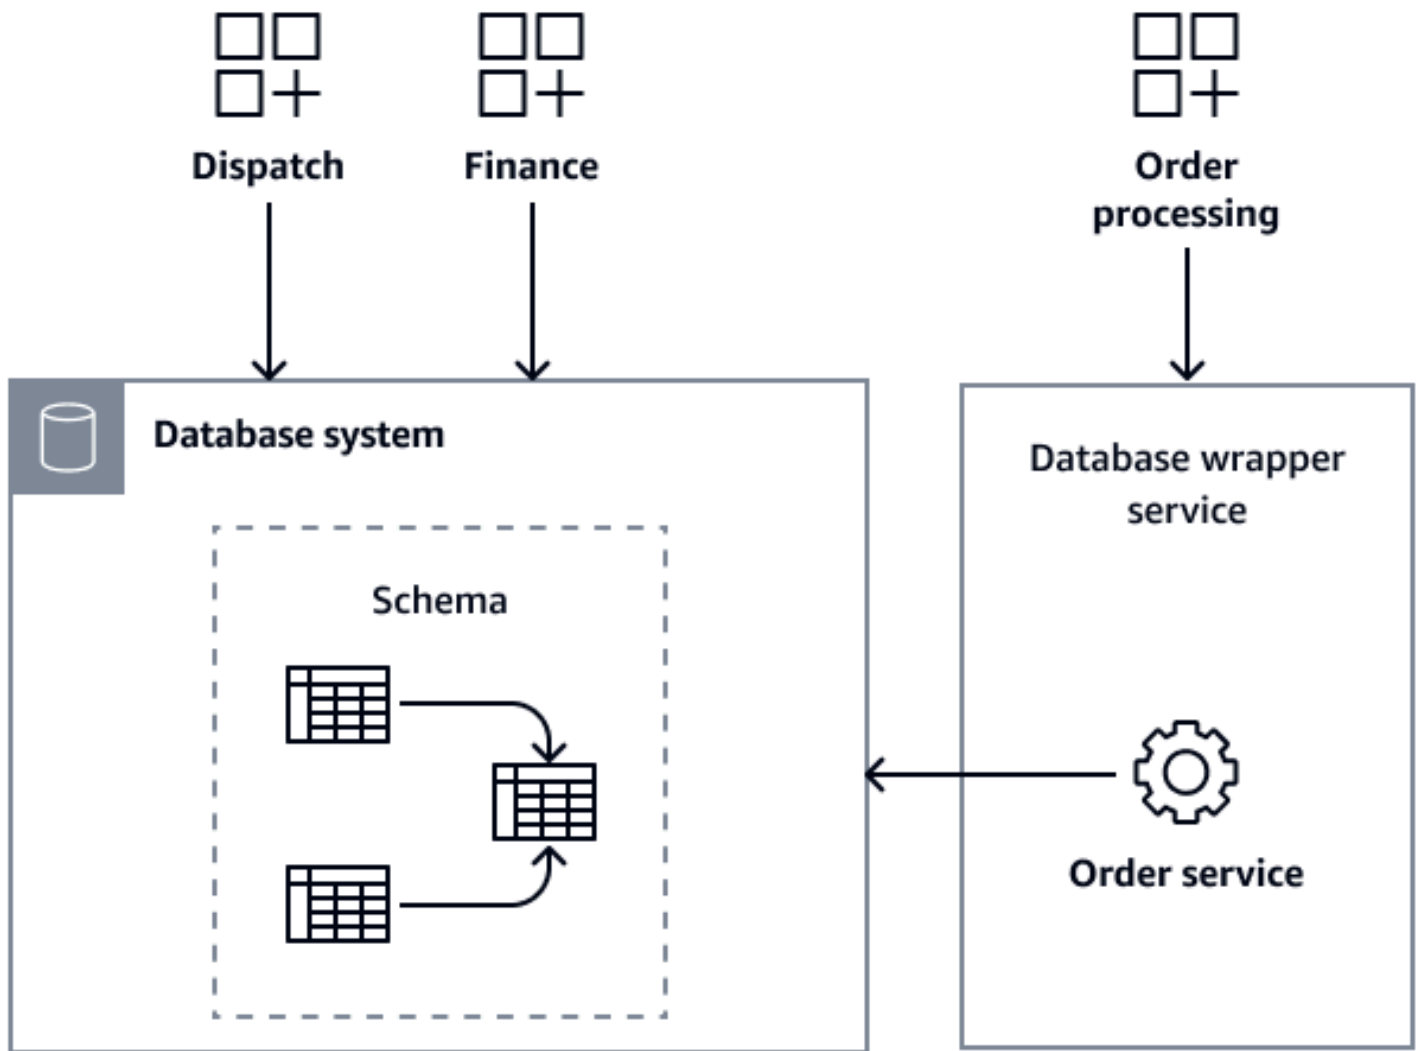 Dispatch
Finance
Order
processing
Database system
Database wrapper
service
Schema
Order service